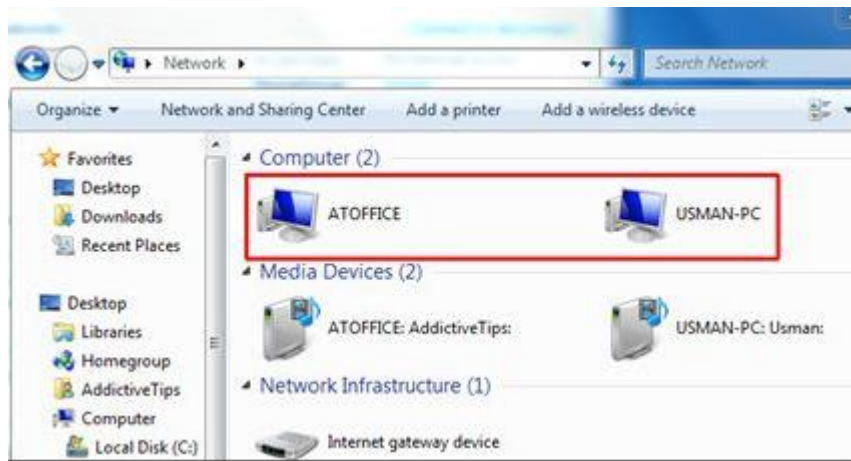 Network
Search Network
Organize
Network and Sharing Center
Add a printer
Add a wireless device
Favorites
Desktop
Downloads
Recent Places
Desktop
Libraries
Homegroup
AddictiveTips
Computer
Local Disk (C:)
Computer (2)
ATOFFICE
USMAN-PC
Media Devices (2)
ATOFFICE: AddictiveTips:
USMAN-PC: Usman:
Network Infrastructure (1)
Internet gateway device